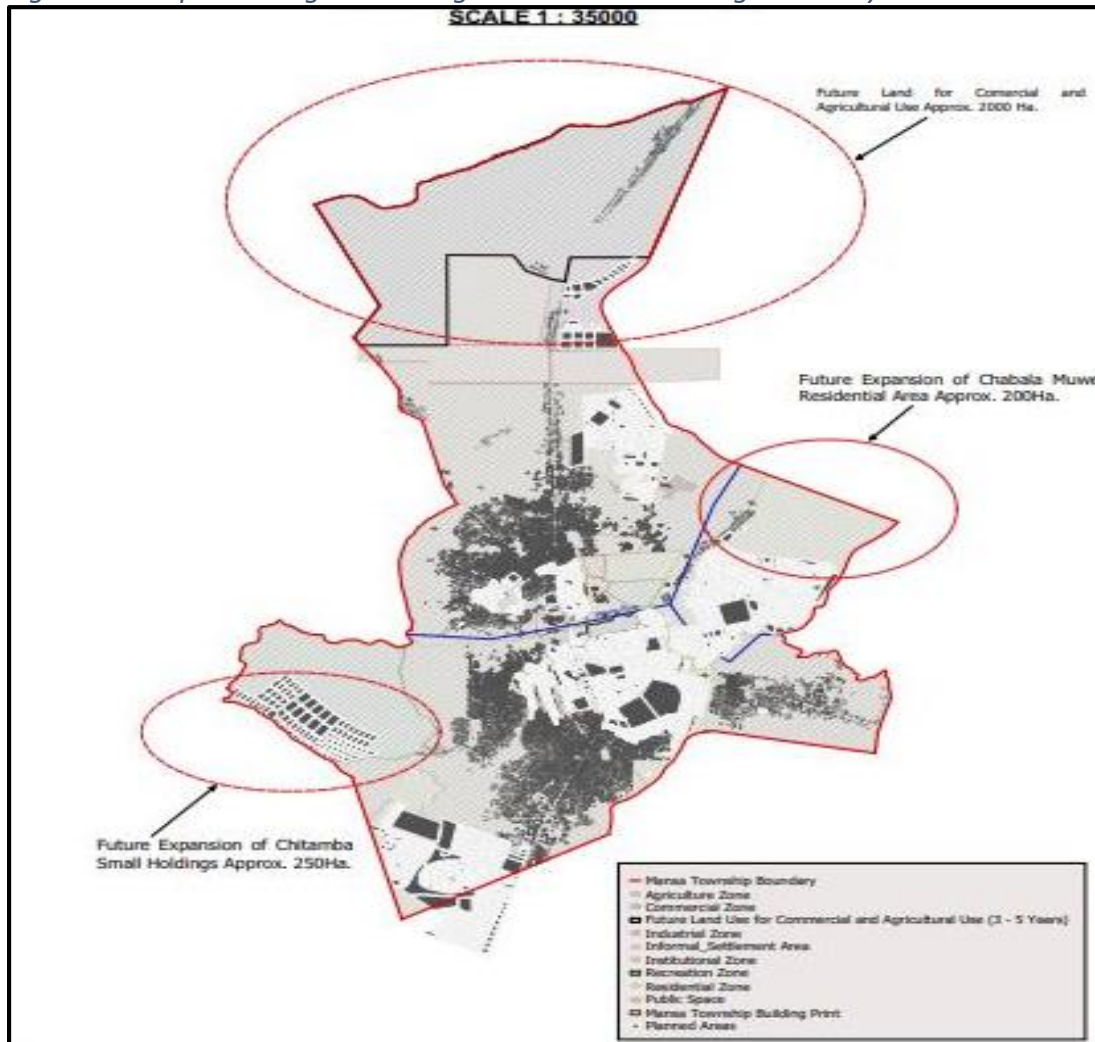 SCALE 1 : 35000
Future Land for Comercial and
Agricultural Use Approx. 2000 Ha.
Future Expansion of Chabala Muwe
Residential Area Approx. 200Ha.
Future Expansion of Chitamba
Small Holdings Approx. 250Ha.
Mansa Township Boundary
Agriculture Zone
Commercial Zone
Future Land Use for Commercial and Agricultural Use (3 - 5 Years)
Industrial Zone
Informal_Settlement Area
Institutional Zone
Recreation Zone
Residential Zone
Public Space
Mansa Township Building Print
Planned Areas